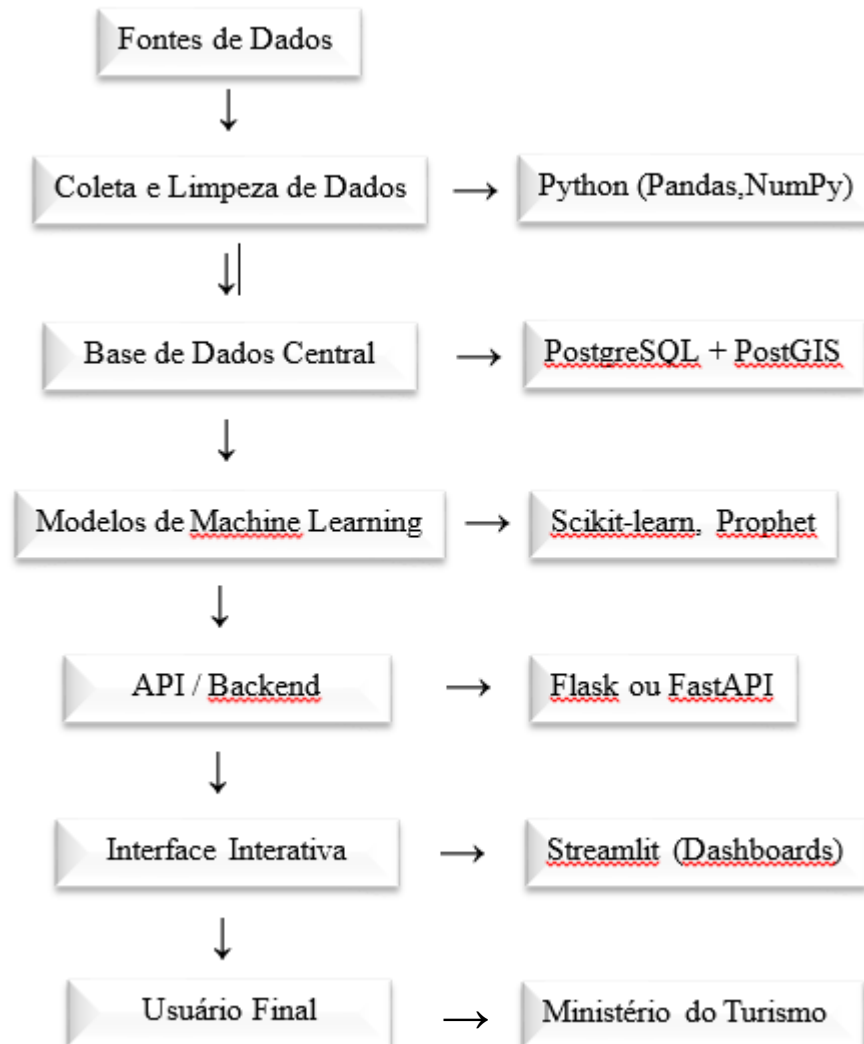 Fontes de Dados
Coleta e Limpeza de Dados → Python (Pandas,NumPy)
Base de Dados Central → PostgreSQL + PostGIS
Modelos de Machine Learning → Scikit-learn, Prophet
API / Backend → Flask ou FastAPI
Interface Interativa → Streamlit (Dashboards)
Usuário Final → Ministério do Turismo